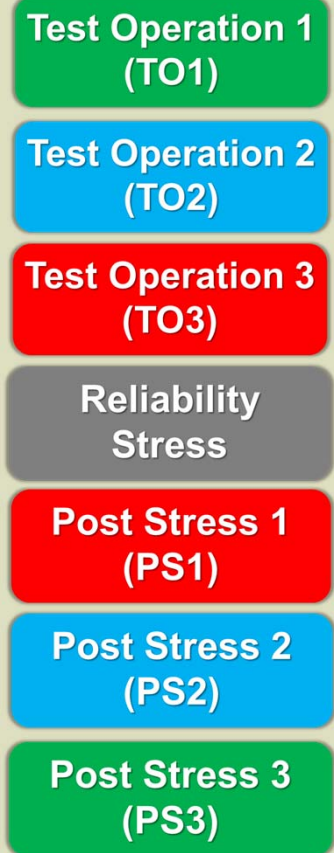 Test Operation 1
(TO1)
Test Operation 2
(TO2)
Test Operation 3
(TO3)
Reliability
Stress
Post Stress 1
(PS1)
Post Stress 2
(PS2)
Post Stress 3
(PS3)